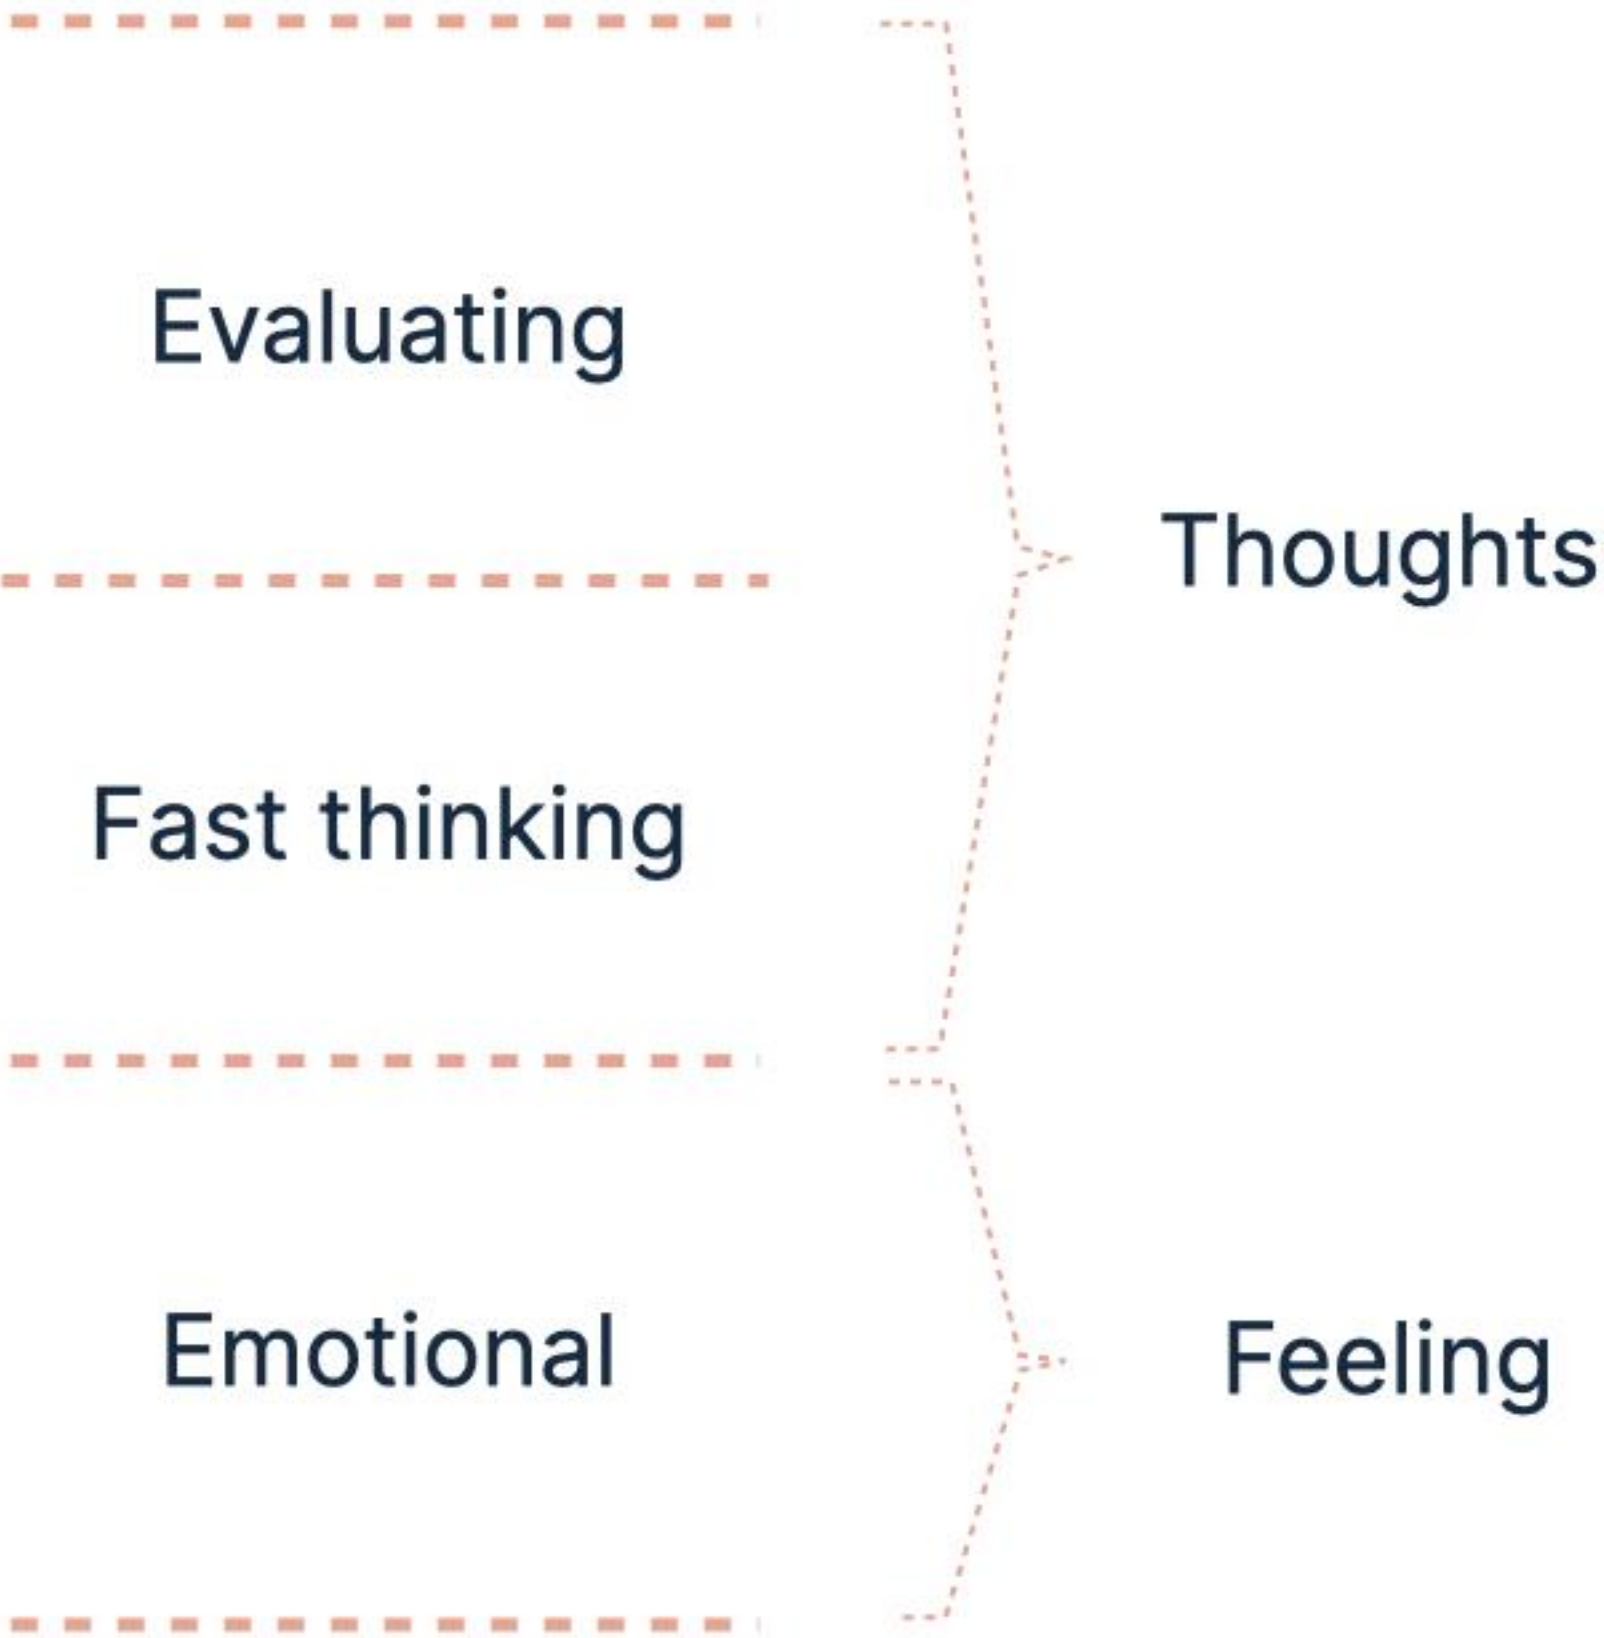 Evaluating
Thoughts
Fast thinking
Emotional
Feeling